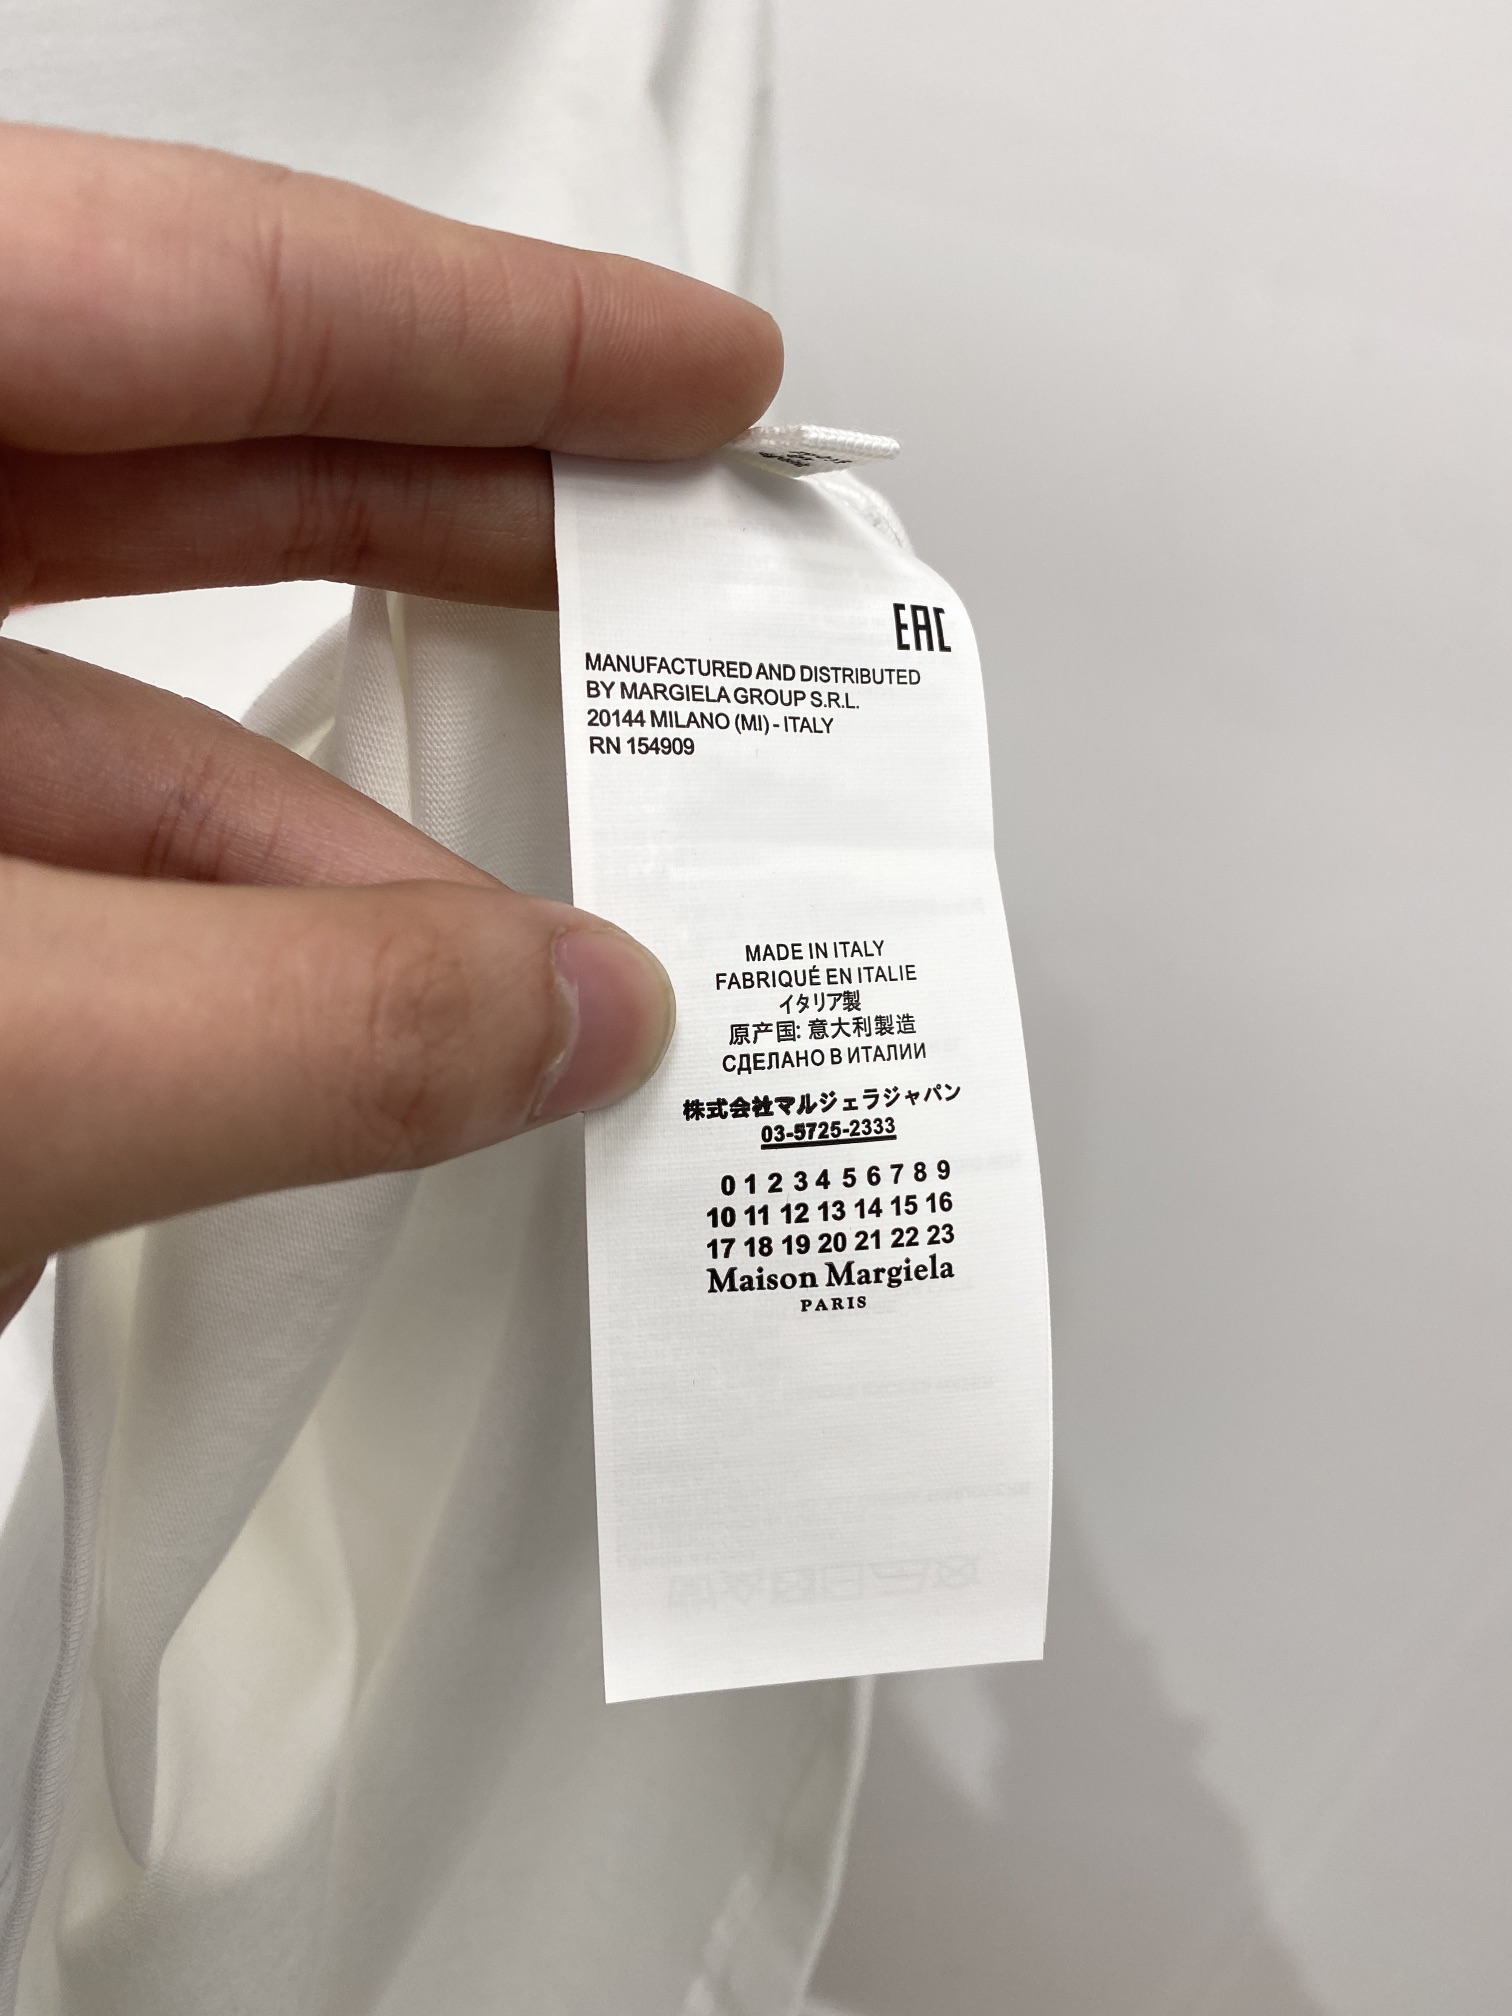 EAC
MANUFACTURED AND DISTRIBUTED
BY MARGIELA GROUP S.R.L.
20144 MILANO (MI) - ITALY
RN 154909
MADE IN ITALY
FABRIQUÉ EN ITALIE
イタリア製
原产国: 意大利製造
СДЕЛАНО В ИТАЛИИ
株式会社マルジェラジャパン
03-5725-2333
0 1 2 3 4 5 6 7 8 9
10 11 12 13 14 15 16
17 18 19 20 21 22 23
Maison Margiela
PARIS